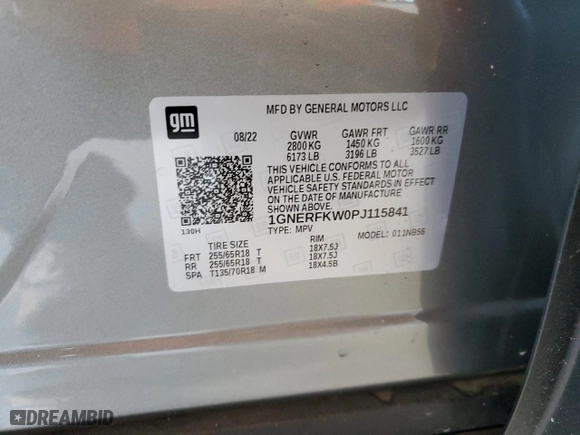 gm
MFD BY GENERAL MOTORS LLC
08/22 GVWR GAWR FRT GAWR RR
2800 KG 1450 KG 1600 KG
6173 LB 3196 LB 3527 LB
THIS VEHICLE CONFORMS TO ALL
APPLICABLE U.S. FEDERAL MOTOR
VEHICLE SAFETY STANDARDS IN EFFECT
ON THE DATE OF MANUFACTURE
SHOWN ABOVE.
1GNERFKW0PJ115841
130H
TYPE: MPV MODEL: 011NB56
TIRE SIZE RIM
FRT 255/65R18 T 18X7.5J
RR 255/65R18 T 18X7.5J
SPA T135/70R18 M 18X4.5B
DREAMBID